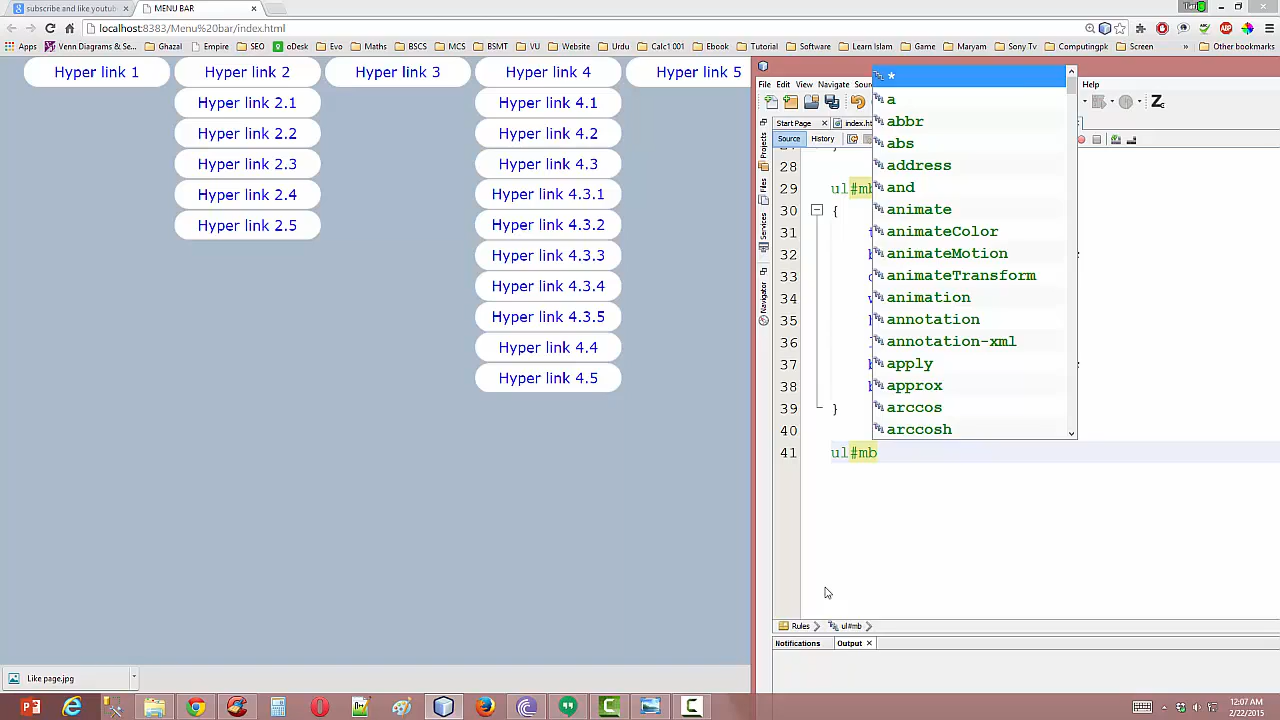 subscribe and like youtub
MENU BAR
localhost:8383/Menu%20bar/index.html
Apps Venn Diagrams & Se... Ghazal Empire SEO oDesk Evo Maths BSCS MCS BSMT VU Website Urdu Calc1 001 Ebook Tutorial Software Learn Islam Game Maryam Sony Tv Computingpk Screen » Other bookmarks
Hyper link 1 Hyper link 2 Hyper link 3 Hyper link 4 Hyper link 5
Hyper link 2.1 Hyper link 4.1
Hyper link 2.2 Hyper link 4.2
Hyper link 2.3 Hyper link 4.3
Hyper link 2.4 Hyper link 4.3.1
Hyper link 2.5 Hyper link 4.3.2
Hyper link 4.3.3
Hyper link 4.3.4
Hyper link 4.3.5
Hyper link 4.4
Hyper link 4.5
File Edit View Navigate Sour Help
Start Page index.ht
Source History
Projects
Files
Services
Navigator
28
29 ul#mb
30 {
31
32 ;
33
34
35
36
37 ;
38
39 }
40
41 ul#mb
*
a
abbr
abs
address
and
animate
animateColor
animateMotion
animateTransform
animation
annotation
annotation-xml
apply
approx
arccos
arccosh
Rules ul#mb
Notifications Output
Like page.jpg
12:07 AM
2/22/2015